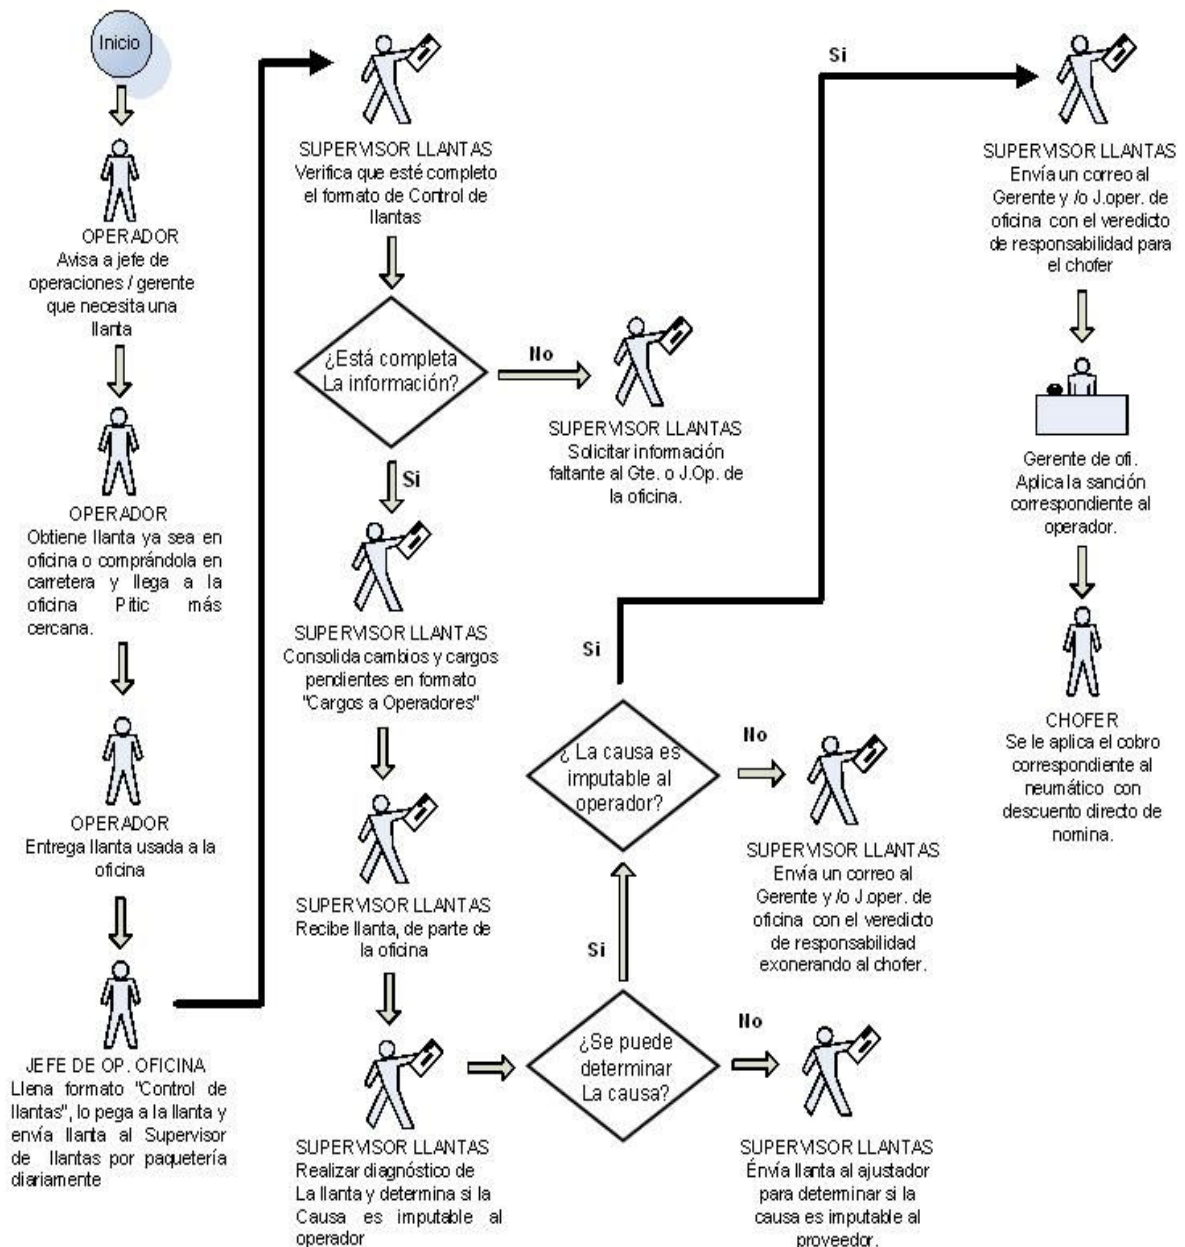 Inicio
OPERADOR
Avisa a jefe de
operaciones / gerente
que necesita una
llanta
OPERADOR
Obtiene llanta ya sea en
oficina o comprándola en
carretera y llega a la
oficina Pitic más
cercana.
OPERADOR
Entrega llanta usada a la
oficina
JEFE DE OP. OFICINA
Llena formato "Control de
llantas", lo pega a la llanta y
envía llanta al Supervisor
de llantas por paquetería
diariamente
SUPERVISOR LLANTAS
Verifica que esté completo
el formato de Control de
llantas
¿Está completa
La información?
No
SUPERVISOR LLANTAS
Solicitar información
faltante al Gte. o J.Op. de
la oficina.
Si
SUPERVISOR LLANTAS
Consolida cambios y cargos
pendientes en formato
"Cargos a Operadores"
SUPERVISOR LLANTAS
Recibe llanta, de parte de
la oficina
SUPERVISOR LLANTAS
Realizar diagnóstico de
La llanta y determina si la
Causa es imputable al
operador
¿Se puede
determinar
La causa?
No
SUPERVISOR LLANTAS
Énvía llanta al ajustador
para determinar si la
causa es imputable al
proveedor.
Si
¿ La causa es
imputable al
operador?
No
SUPERVISOR LLANTAS
Envía un correo al
Gerente y /o J.oper. de
oficina con el veredicto
de responsabilidad
exonerando al chofer.
Si
Si
SUPERVISOR LLANTAS
Envía un correo al
Gerente y /o J.oper. de
oficina con el veredicto
de responsabilidad para
el chofer
Gerente de ofi.
Aplica la sanción
correspondiente al
operador.
CHOFER
Se le aplica el cobro
correspondiente al
neumático con
descuento directo de
nomina.